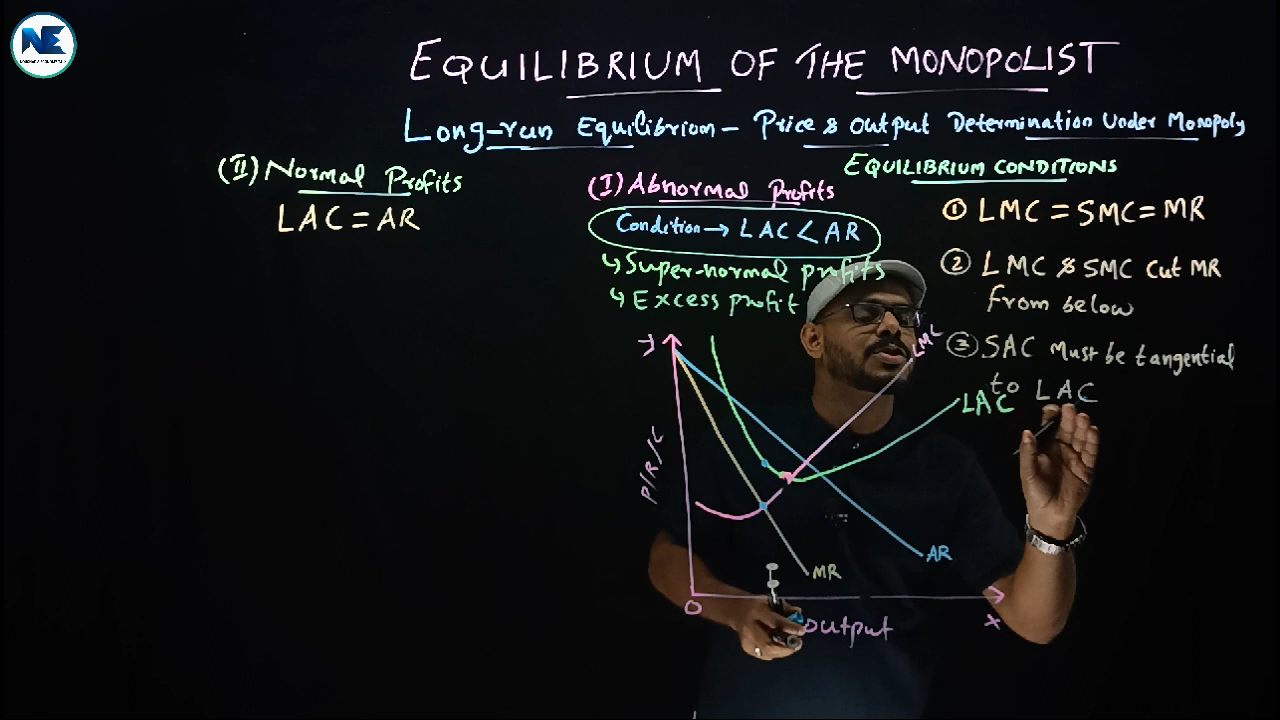 NE
EQUILIBRIUM OF THE MONOPOLIST
Long-run Equilibrium - Price & Output Determination Under Monopoly
(II) Normal Profits
LAC = AR
(I) Abnormal Profits
Condition → LAC < AR
↳ Super-normal profits
↳ Excess profit
EQUILIBRIUM CONDITIONS
① LMC = SMC = MR
② LMC & SMC Cut MR
from below
③ SAC Must be tangential
to LAC
Y
P/R/C
LMC
LAC
AR
MR
O
Output
X